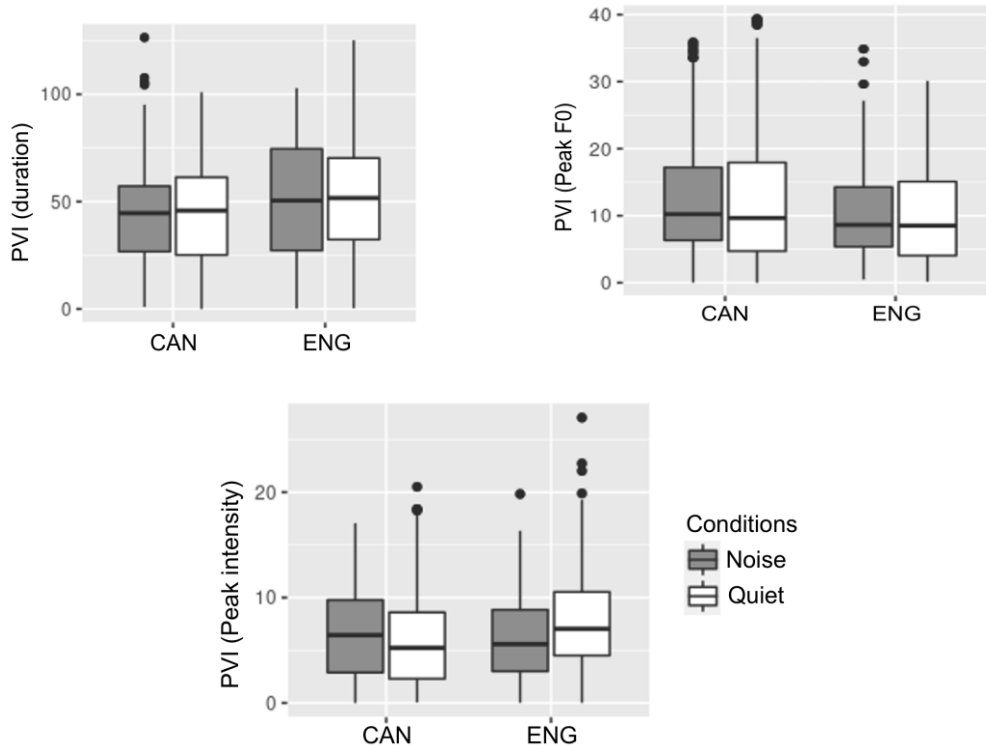 PVI (duration)
100
50
0
CAN
ENG
PVI (Peak F0)
40
30
20
10
0
CAN
ENG
PVI (Peak intensity)
20
10
0
CAN
ENG
Conditions
Noise
Quiet